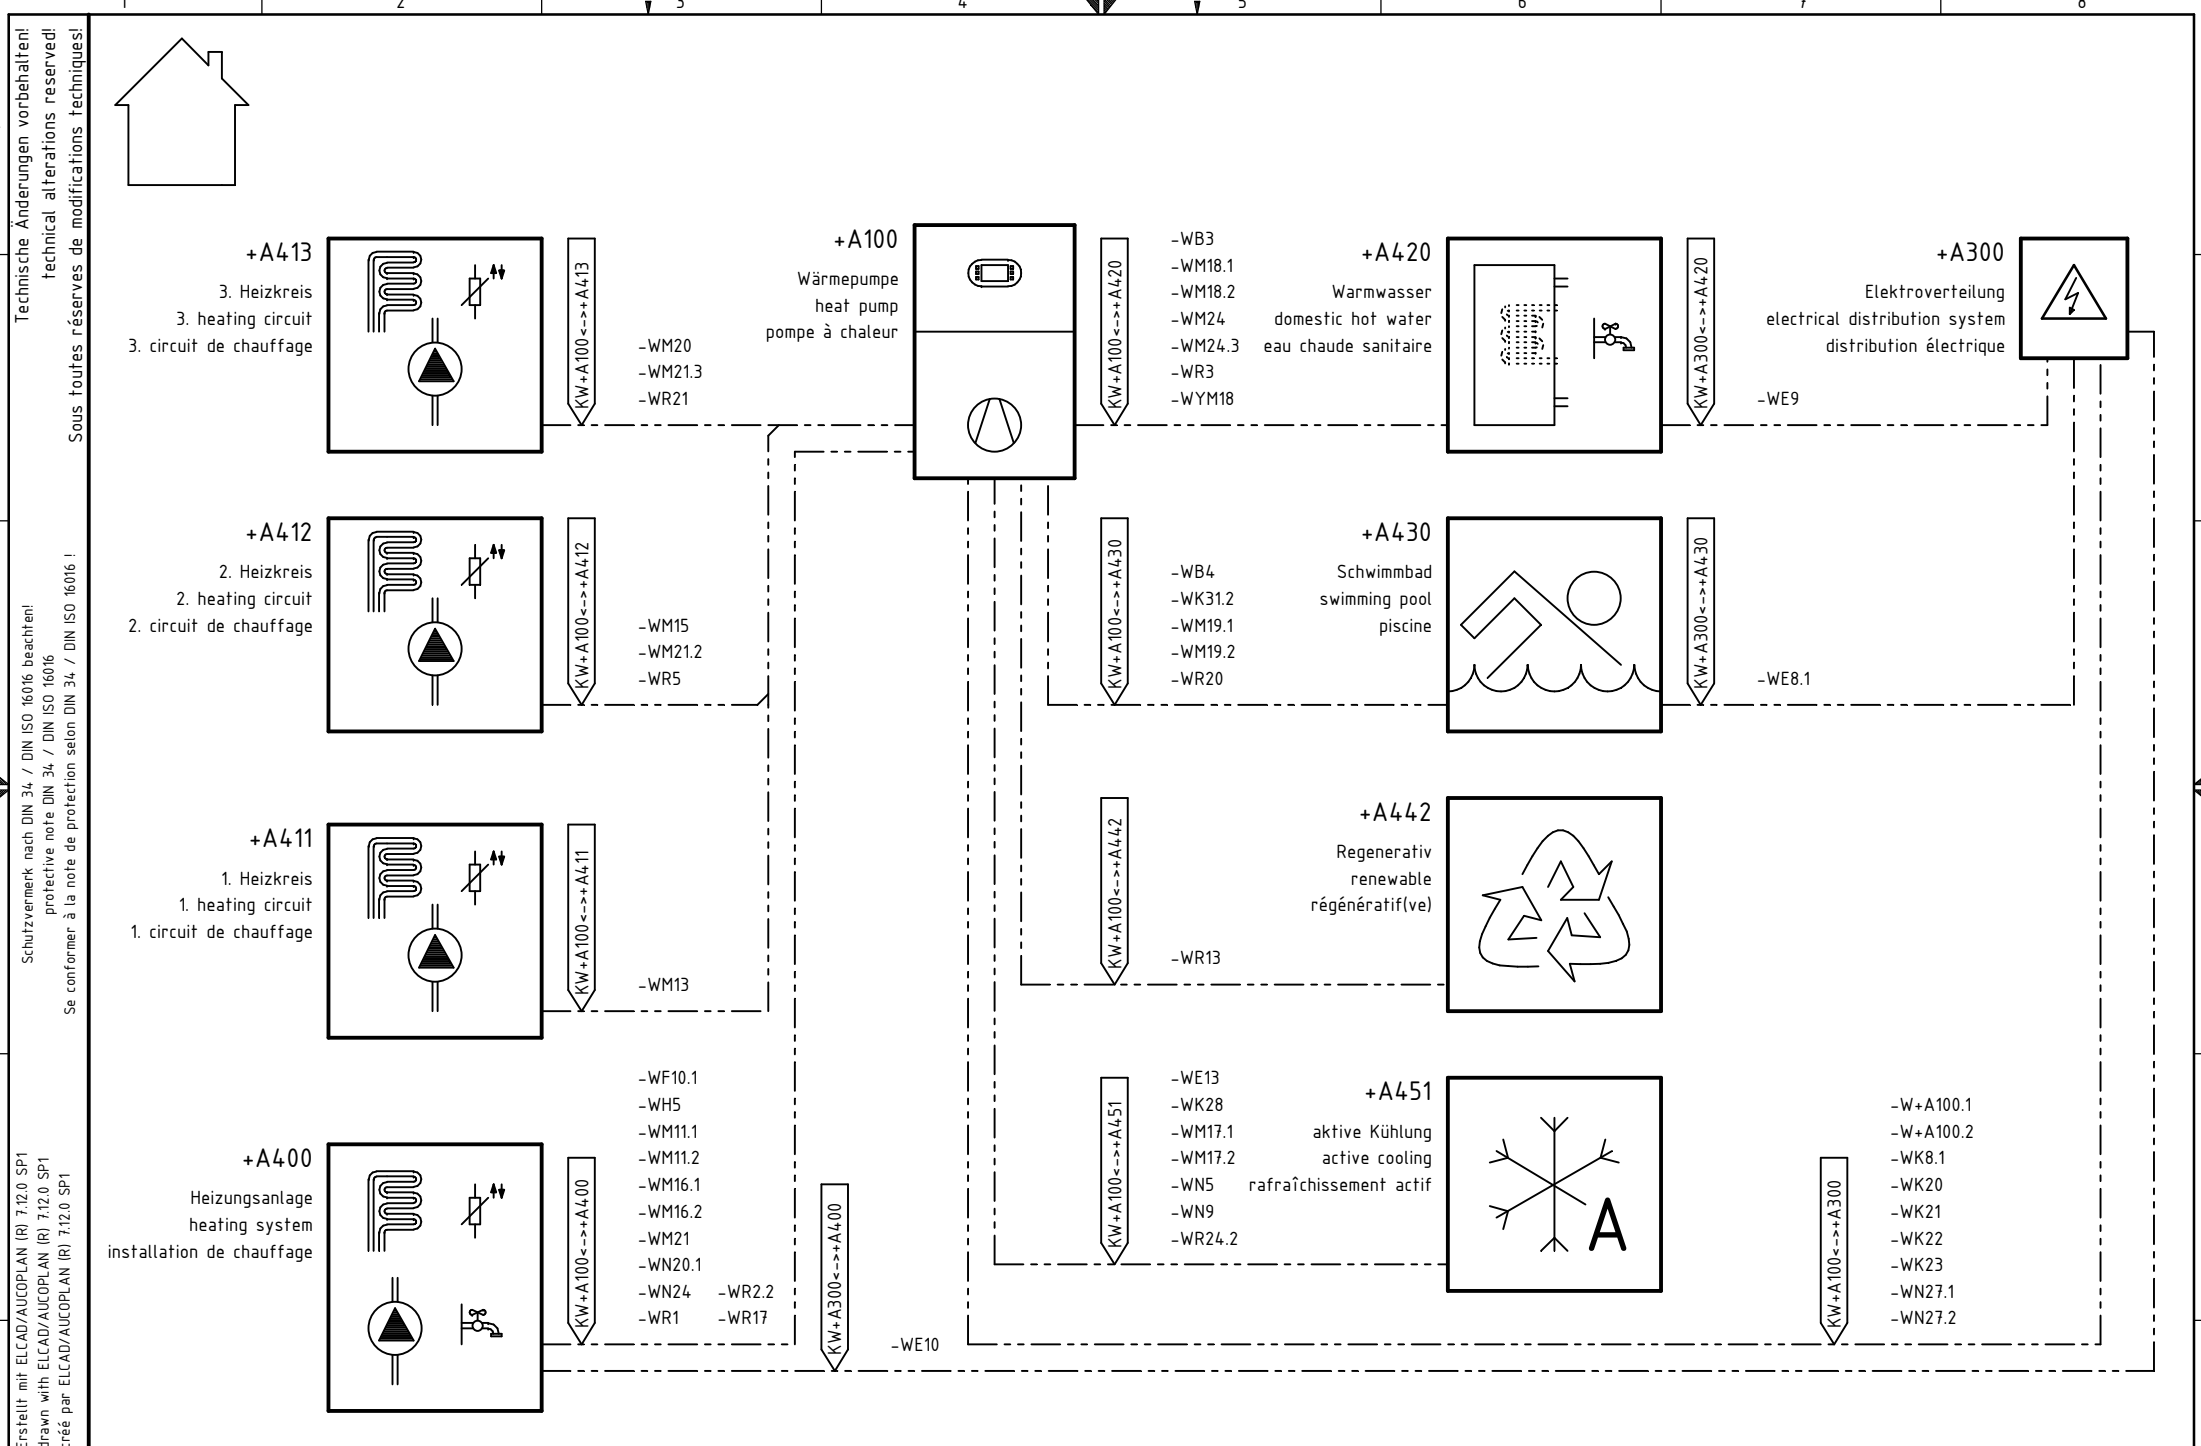 1
2
3
4
5
6
7
8
Technische Änderungen vorbehalten!
technical alterations reserved!
Sous toutes réserves de modifications techniques!
Schutzvermerk nach DIN 34 / DIN ISO 16016 beachten!
protective note DIN 34 / DIN ISO 16016
Se conformer à la note de protection selon DIN 34 / DIN ISO 16016 !
Erstellt mit ELCAD/AUCOPLAN (R) 7.12.0 SP1
drawn with ELCAD/AUCOPLAN (R) 7.12.0 SP1
créé par ELCAD/AUCOPLAN (R) 7.12.0 SP1
+A413
3. Heizkreis
3. heating circuit
3. circuit de chauffage
KW+A100<->+A413
-WM20
-WM21.3
-WR21
+A100
Wärmepumpe
heat pump
pompe à chaleur
KW+A100<->+A420
-WB3
-WM18.1
-WM18.2
-WM24
-WM24.3
-WR3
-WYM18
+A420
Warmwasser
domestic hot water
eau chaude sanitaire
KW+A300<->+A420
-WE9
+A300
Elektroverteilung
electrical distribution system
distribution électrique
+A412
2. Heizkreis
2. heating circuit
2. circuit de chauffage
KW+A100<->+A412
-WM15
-WM21.2
-WR5
KW+A100<->+A430
-WB4
-WK31.2
-WM19.1
-WM19.2
-WR20
+A430
Schwimmbad
swimming pool
piscine
KW+A300<->+A430
-WE8.1
+A411
1. Heizkreis
1. heating circuit
1. circuit de chauffage
KW+A100<->+A411
-WM13
KW+A100<->+A442
-WR13
+A442
Regenerativ
renewable
régénératif(ve)
+A400
Heizungsanlage
heating system
installation de chauffage
KW+A100<->+A400
-WF10.1
-WH5
-WM11.1
-WM11.2
-WM16.1
-WM16.2
-WM21
-WN20.1
-WN24 -WR2.2
-WR1 -WR17
KW+A300<->+A400
-WE10
KW+A100<->+A451
-WE13
-WK28
-WM17.1
-WM17.2
-WN5
-WN9
-WR24.2
+A451
aktive Kühlung
active cooling
rafraîchissement actif
A
KW+A100<->+A300
-W+A100.1
-W+A100.2
-WK8.1
-WK20
-WK21
-WK22
-WK23
-WN27.1
-WN27.2